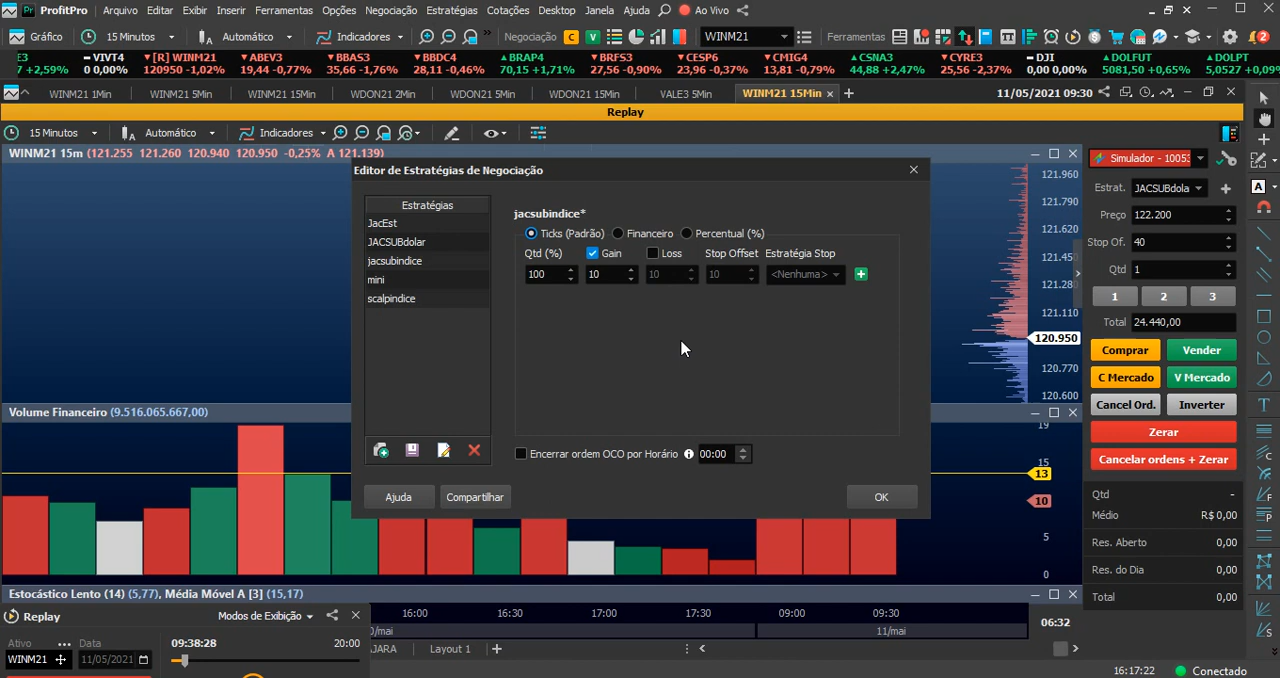 ProfitPro Arquivo Editar Exibir Inserir Ferramentas Opções Negociação Estratégias Cotações Desktop Janela Ajuda Ao Vivo
Gráfico 15 Minutos Automático Indicadores Negociação C V WINM21 Ferramentas 2
E3 VIVT4 [R] WINM21 ABEV3 BBAS3 BBDC4 BRAP4 BRFS3 CESP6 CMIG4 CSNA3 CYRE3 DJI DOLFUT DOLPT
7 +2,59% 0,00% 120950 -1,02% 19,44 -0,77% 35,66 -1,76% 28,11 -0,46% 70,15 +1,71% 27,56 -0,90% 23,96 -0,37% 13,81 -0,79% 44,88 +2,47% 25,56 -2,37% 0,00 0,00% 5081,50 +0,65% 5,0527 +0,09%
WINM21 1Min WINM21 5Min WINM21 15Min WDON21 2Min WDON21 5Min WDON21 15Min VALE3 5Min WINM21 15Min 11/05/2021 09:30
Replay
15 Minutos Automático Indicadores
WINM21 15m (121.255 121.260 120.940 120.950 -0,25% A 121.139)
Simulador - 10053
Estrat. JACSUBdola
Preço 122.200
Stop Of. 40
Qtd 1
1 2 3
Total 24.440,00
Comprar Vender
C Mercado V Mercado
Cancel Ord. Inverter
Zerar
Cancelar ordens + Zerar
Qtd -
Médio R$ 0,00
Res. Aberto 0,00
Res. do Dia 0,00
Total 0,00
121.960
121.790
121.620
121.450
121.280
121.110
120.950
120.770
120.600
Editor de Estratégias de Negociação
Estratégias
JacEst
JACSUBdolar
jacsubindice
mini
scalpindice
jacsubindice*
Ticks (Padrão) Financeiro Percentual (%)
Qtd (%) Gain Loss Stop Offset Estratégia Stop
100 10 10 10 <Nenhuma>
Encerrar ordem OCO por Horário 00:00
Ajuda Compartilhar OK
Volume Financeiro (9.516.065.667,00)
19
15
13
10
5
0
Estocástico Lento (14) (5,77), Média Móvel A [3] (15,17)
Replay Modos de Exibição
Ativo Data 09:38:28 20:00
WINM21 11/05/2021
16:00 16:30 17:00 17:30 09:00 09:30
0/mai 11/mai
06:32
AJARA Layout 1
16:17:22 Conectado